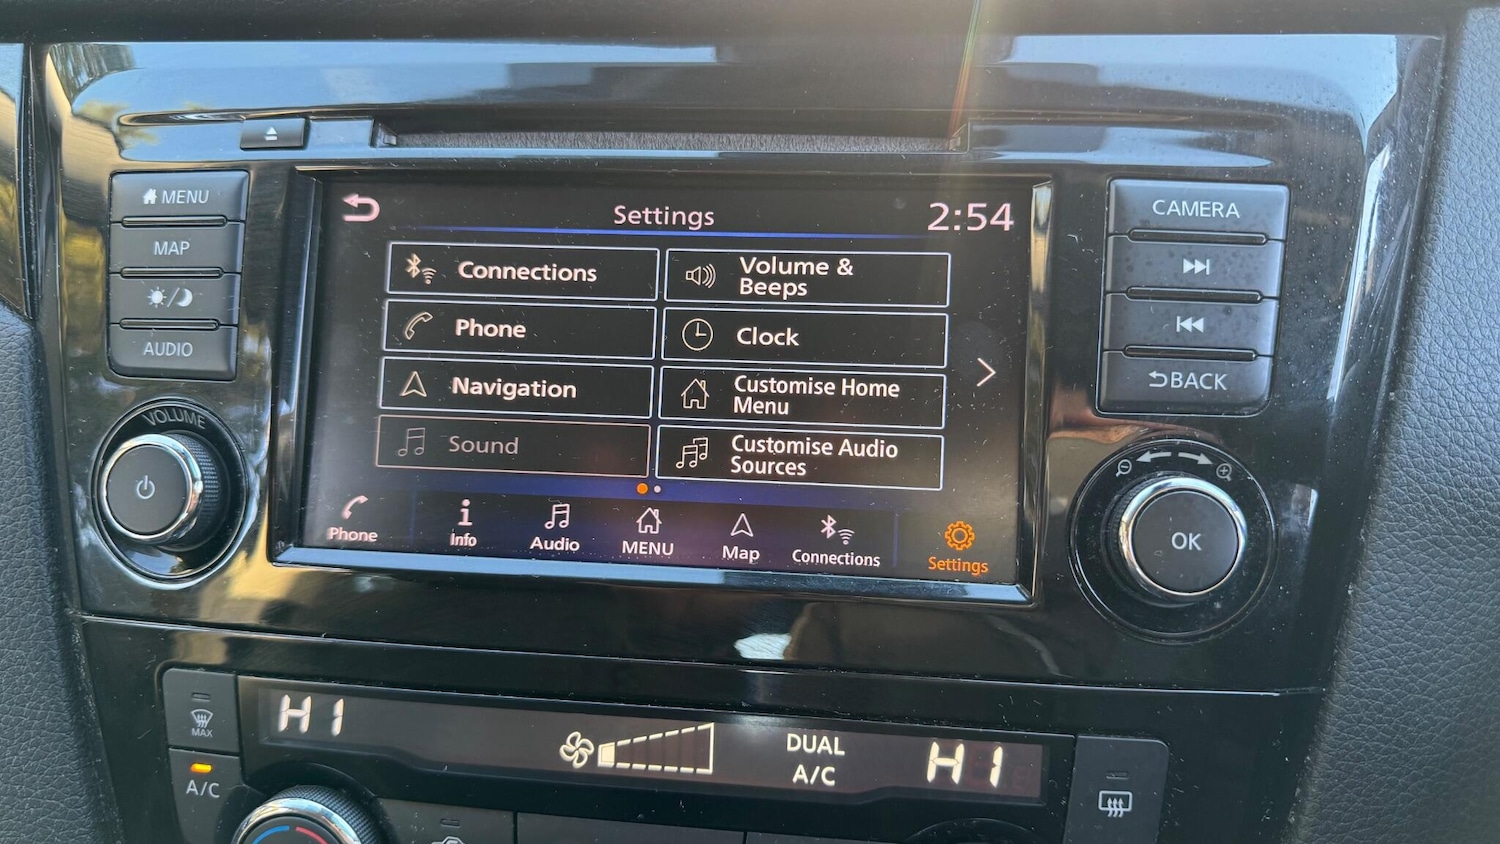 MENU
MAP
AUDIO
VOLUME
Settings
2:54
Connections
Volume &
Beeps
Phone
Clock
Navigation
Customise Home
Menu
Sound
Customise Audio
Sources
Phone
i
Info
Audio
MENU
Map
Connections
Settings
CAMERA
BACK
OK
MAX
A/C
HI
DUAL
A/C
HI